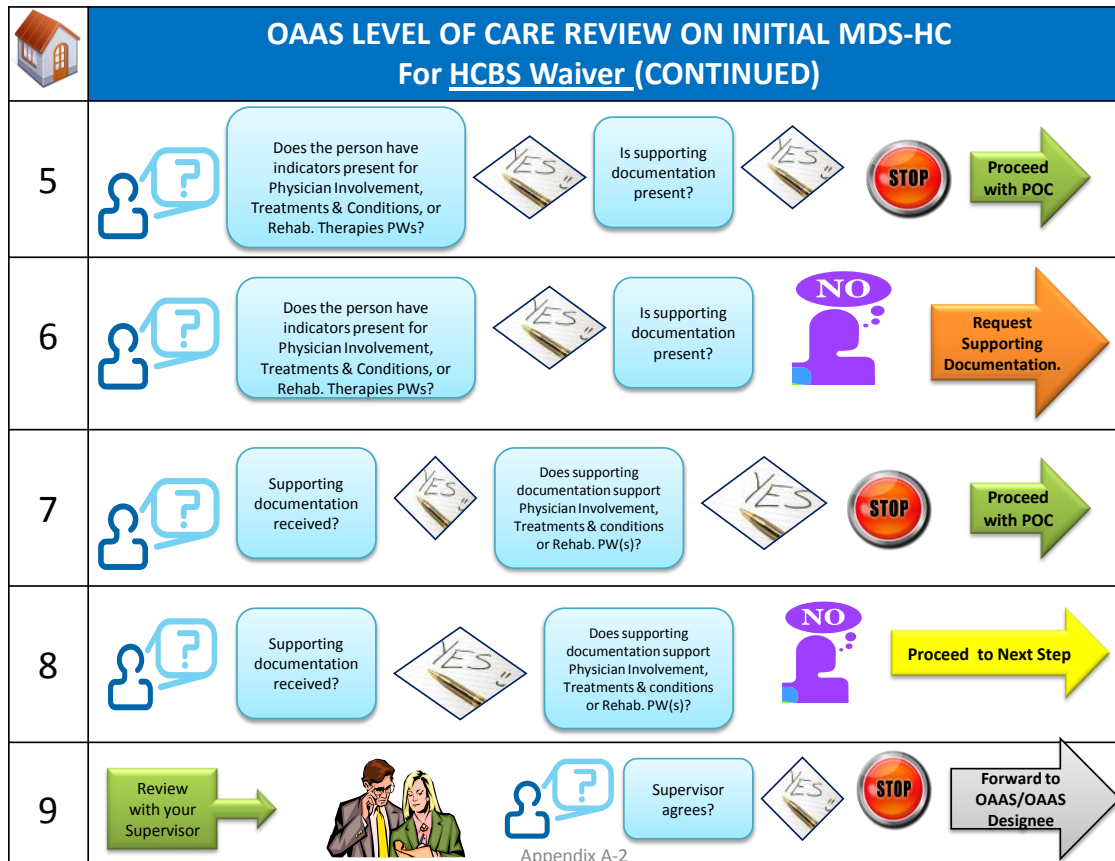 OAAS LEVEL OF CARE REVIEW ON INITIAL MDS-HC
For HCBS Waiver (CONTINUED)
5
?
Does the person have
indicators present for
Physician Involvement,
Treatments & Conditions, or
Rehab. Therapies PWs?
YES
Is supporting
documentation
present?
YES
STOP
Proceed
with POC
6
?
Does the person have
indicators present for
Physician Involvement,
Treatments & Conditions, or
Rehab. Therapies PWs?
YES
Is supporting
documentation
present?
NO
Request
Supporting
Documentation.
7
?
Supporting
documentation
received?
YES
Does supporting
documentation support
Physician Involvement,
Treatments & conditions
or Rehab. PW(s)?
YES
STOP
Proceed
with POC
8
?
Supporting
documentation
received?
YES
Does supporting
documentation support
Physician Involvement,
Treatments & conditions
or Rehab. PW(s)?
NO
Proceed to Next Step
9
Review
with your
Supervisor
?
Supervisor
agrees?
YES
STOP
Forward to
OAAS/OAAS
Designee
Appendix A-2